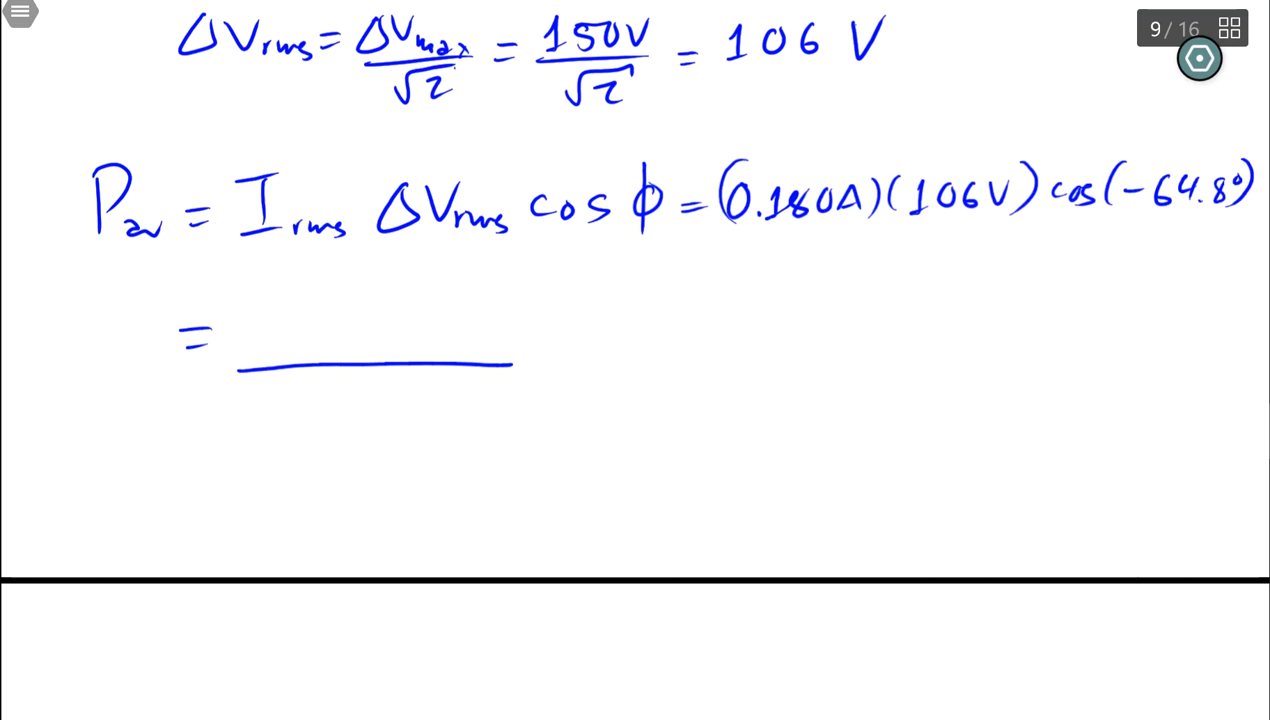 9 / 16
ΔVrms = ΔVmax / √2 = 150V / √2 = 106 V
Pav = Irms ΔVrms cos ϕ = (0.180A)(106V) cos(-64.8°)
=